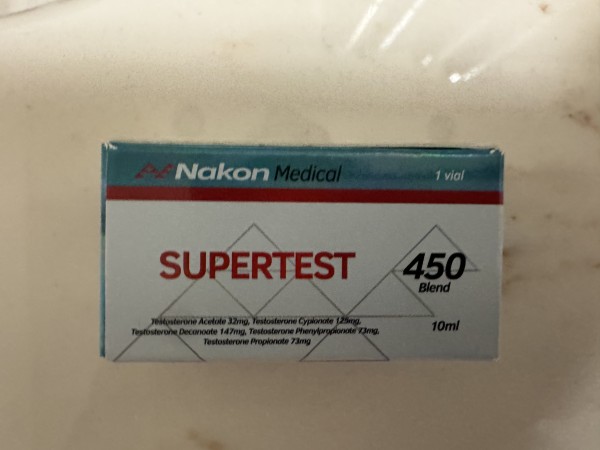 Nakon Medical
1 vial
SUPERTEST
450
Blend
Testosterone Acetate 32mg, Testosterone Cypionate 125mg,
Testosterone Decanoate 147mg, Testosterone Phenylpropionate 73mg,
Testosterone Propionate 73mg
10ml